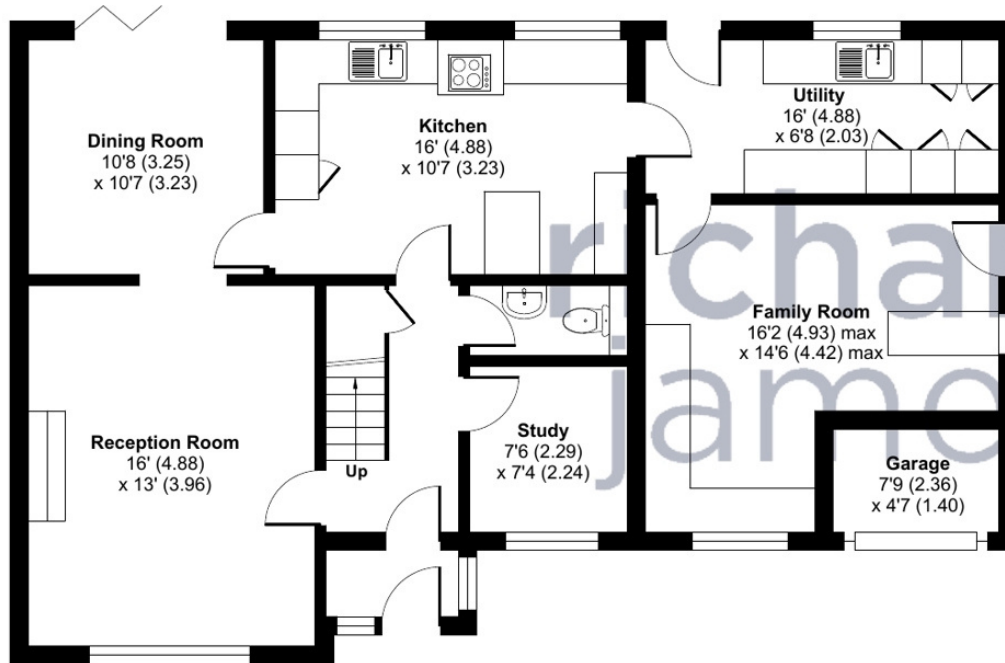 Dining Room
10'8 (3.25)
x 10'7 (3.23)
Kitchen
16' (4.88)
x 10'7 (3.23)
Utility
16' (4.88)
x 6'8 (2.03)
Family Room
16'2 (4.93) max
x 14'6 (4.42) max
Reception Room
16' (4.88)
x 13' (3.96)
Up
Study
7'6 (2.29)
x 7'4 (2.24)
Garage
7'9 (2.36)
x 4'7 (1.40)
richar
jame